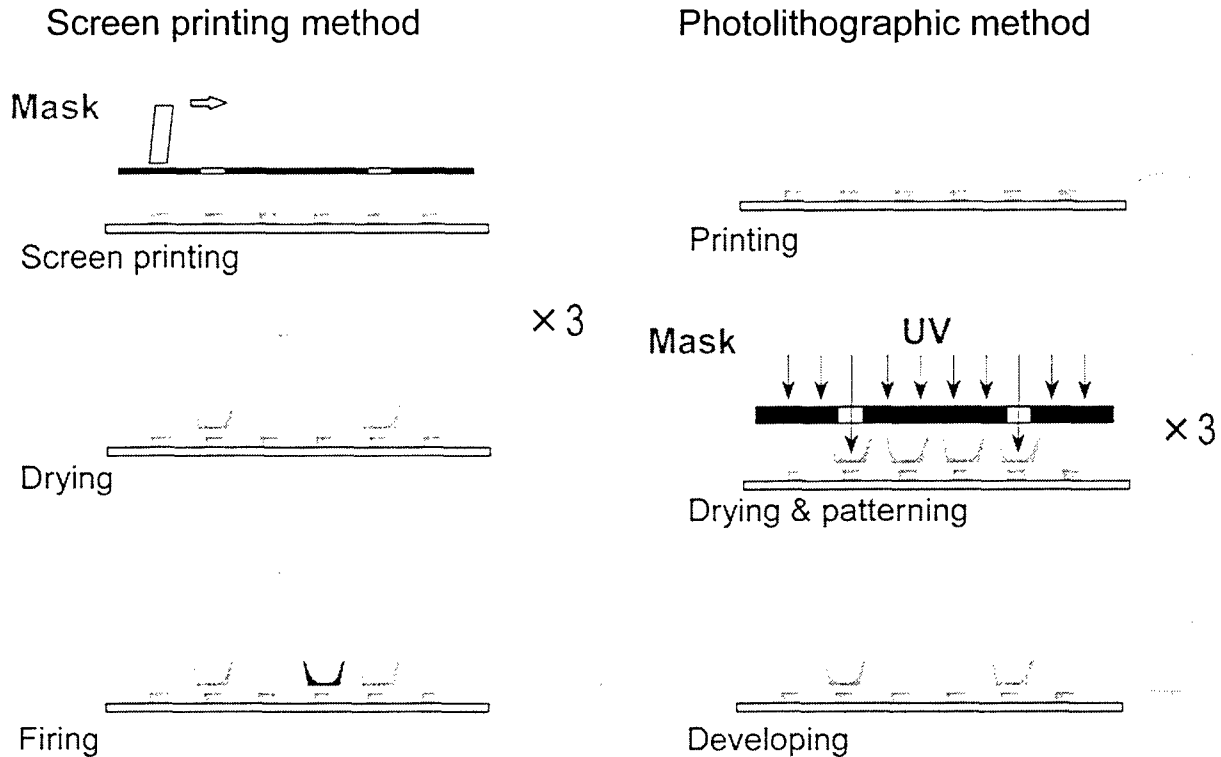 Screen printing method
Mask
Screen printing
× 3
Drying
Firing
Photolithographic method
Printing
Mask
UV
× 3
Drying & patterning
Developing